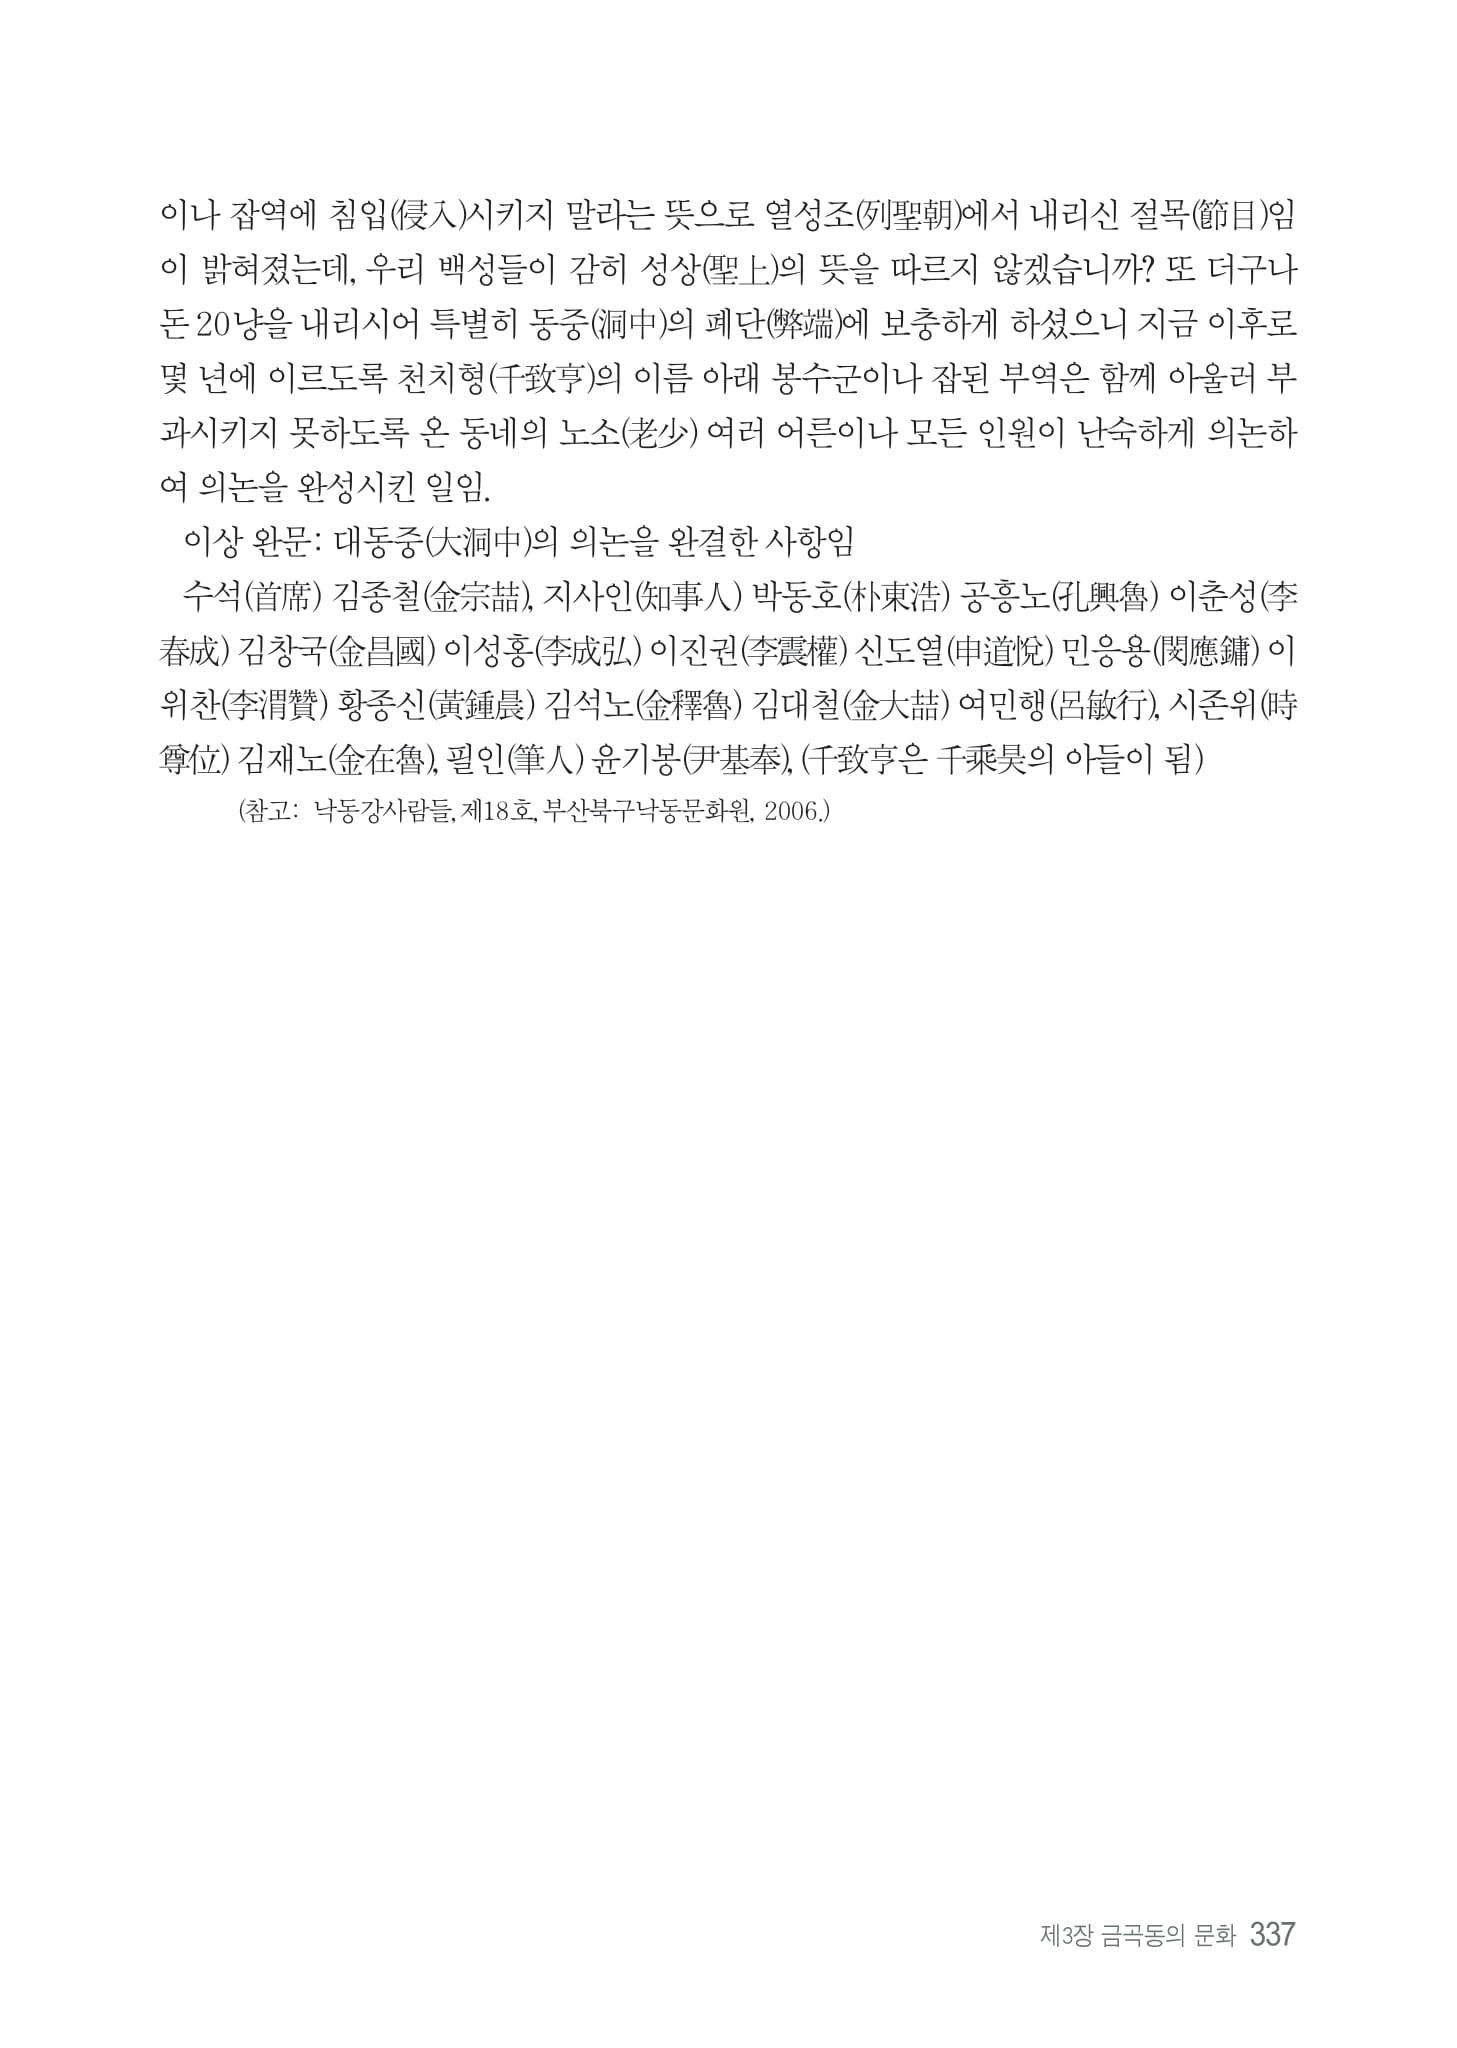 이나 잡역에 침입(侵入)시키지 말라는 뜻으로 열성조(列聖朝)에서 내리신 절목(節目)임
이 밝혀졌는데, 우리 백성들이 감히 성상(聖上)의 뜻을 따르지 않겠습니까? 또 더구나
돈 20냥을 내리시어 특별히 동중(洞中)의 폐단(弊端)에 보충하게 하셨으니 지금 이후로
몇 년에 이르도록 천치형(千致亨)의 이름 아래 봉수군이나 잡된 부역은 함께 아울러 부
과시키지 못하도록 온 동네의 노소(老少) 여러 어른이나 모든 인원이 난숙하게 의논하
여 의논을 완성시킨 일임.
이상 완문: 대동중(大洞中)의 의논을 완결한 사항임
수석(首席) 김종철(金宗喆), 지사인(知事人) 박동호(朴東浩) 공흥노(孔興魯) 이춘성(李
春成) 김창국(金昌國) 이성홍(李成弘) 이진권(李震權) 신도열(申道悅) 민응용(閔應鏞) 이
위찬(李渭贊) 황종신(黃鍾晨) 김석노(金釋魯) 김대철(金大喆) 여민행(呂敏行), 시존위(時
尊位) 김재노(金在魯), 필인(筆人) 윤기봉(尹基奉), (千致亨은 千乘昊의 아들이 됨)
(참고: 낙동강사람들, 제18호, 부산북구낙동문화원, 2006.)
제3장 금곡동의 문화 337